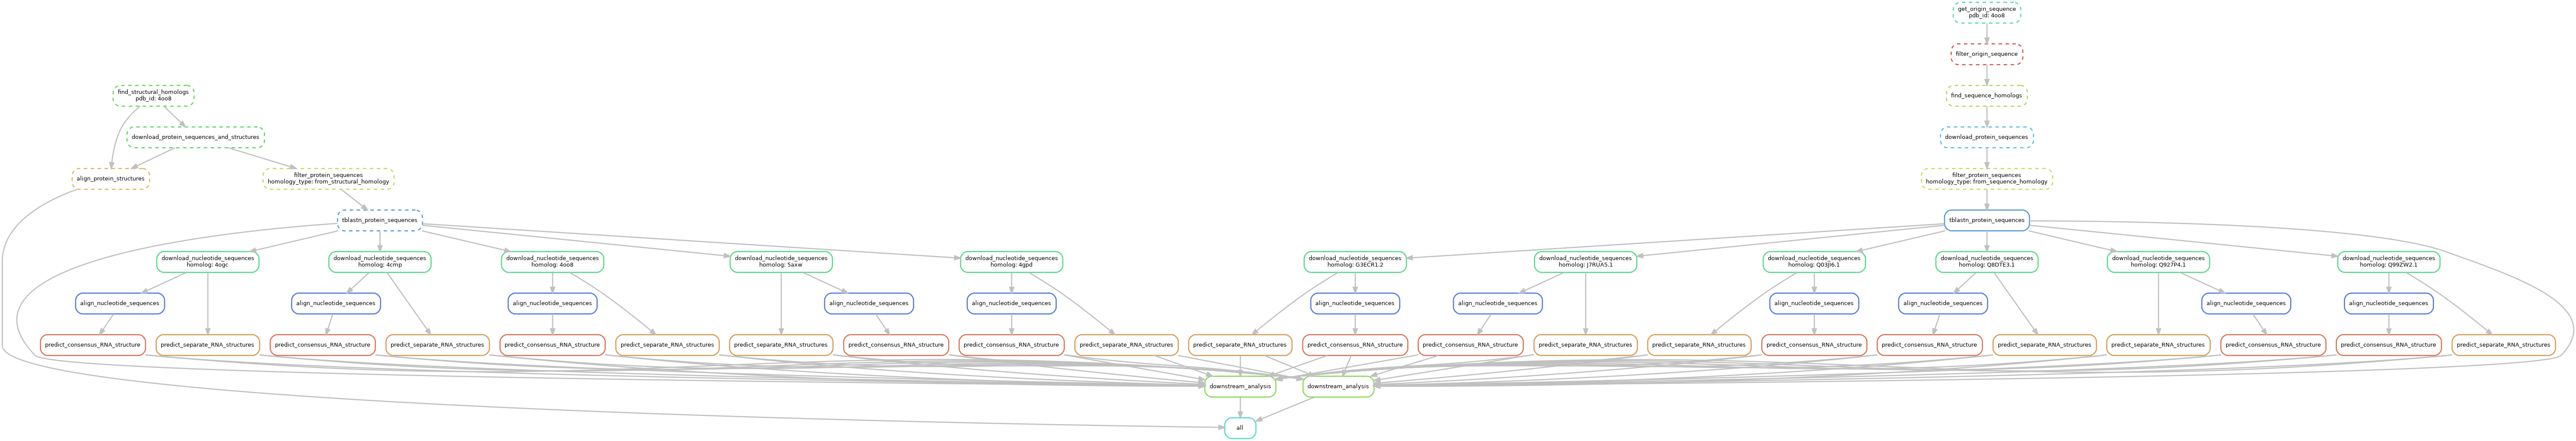 get_origin_sequence
pdb_id: 4oo8
filter_origin_sequence
find_structural_homologs
pdb_id: 4oo8
find_sequence_homologs
download_protein_sequences_and_structures
download_protein_sequences
align_protein_structures
filter_protein_sequences
homology_type: from_structural_homology
filter_protein_sequences
homology_type: from_sequence_homology
tblastn_protein_sequences
tblastn_protein_sequences
download_nucleotide_sequences
homolog: 4ogc
download_nucleotide_sequences
homolog: 4cmp
download_nucleotide_sequences
homolog: 4oo8
download_nucleotide_sequences
homolog: 5axw
download_nucleotide_sequences
homolog: 4gpd
download_nucleotide_sequences
homolog: G3ECR1.2
download_nucleotide_sequences
homolog: J7RUA5.1
download_nucleotide_sequences
homolog: Q03JI6.1
download_nucleotide_sequences
homolog: Q8DTE3.1
download_nucleotide_sequences
homolog: Q927P4.1
download_nucleotide_sequences
homolog: Q99ZW2.1
align_nucleotide_sequences
align_nucleotide_sequences
align_nucleotide_sequences
align_nucleotide_sequences
align_nucleotide_sequences
align_nucleotide_sequences
align_nucleotide_sequences
align_nucleotide_sequences
align_nucleotide_sequences
align_nucleotide_sequences
align_nucleotide_sequences
predict_consensus_RNA_structure
predict_separate_RNA_structures
predict_consensus_RNA_structure
predict_separate_RNA_structures
predict_consensus_RNA_structure
predict_separate_RNA_structures
predict_separate_RNA_structures
predict_consensus_RNA_structure
predict_consensus_RNA_structure
predict_separate_RNA_structures
predict_separate_RNA_structures
predict_consensus_RNA_structure
predict_consensus_RNA_structure
predict_separate_RNA_structures
predict_separate_RNA_structures
predict_consensus_RNA_structure
predict_consensus_RNA_structure
predict_separate_RNA_structures
predict_separate_RNA_structures
predict_consensus_RNA_structure
predict_consensus_RNA_structure
predict_separate_RNA_structures
downstream_analysis
downstream_analysis
all